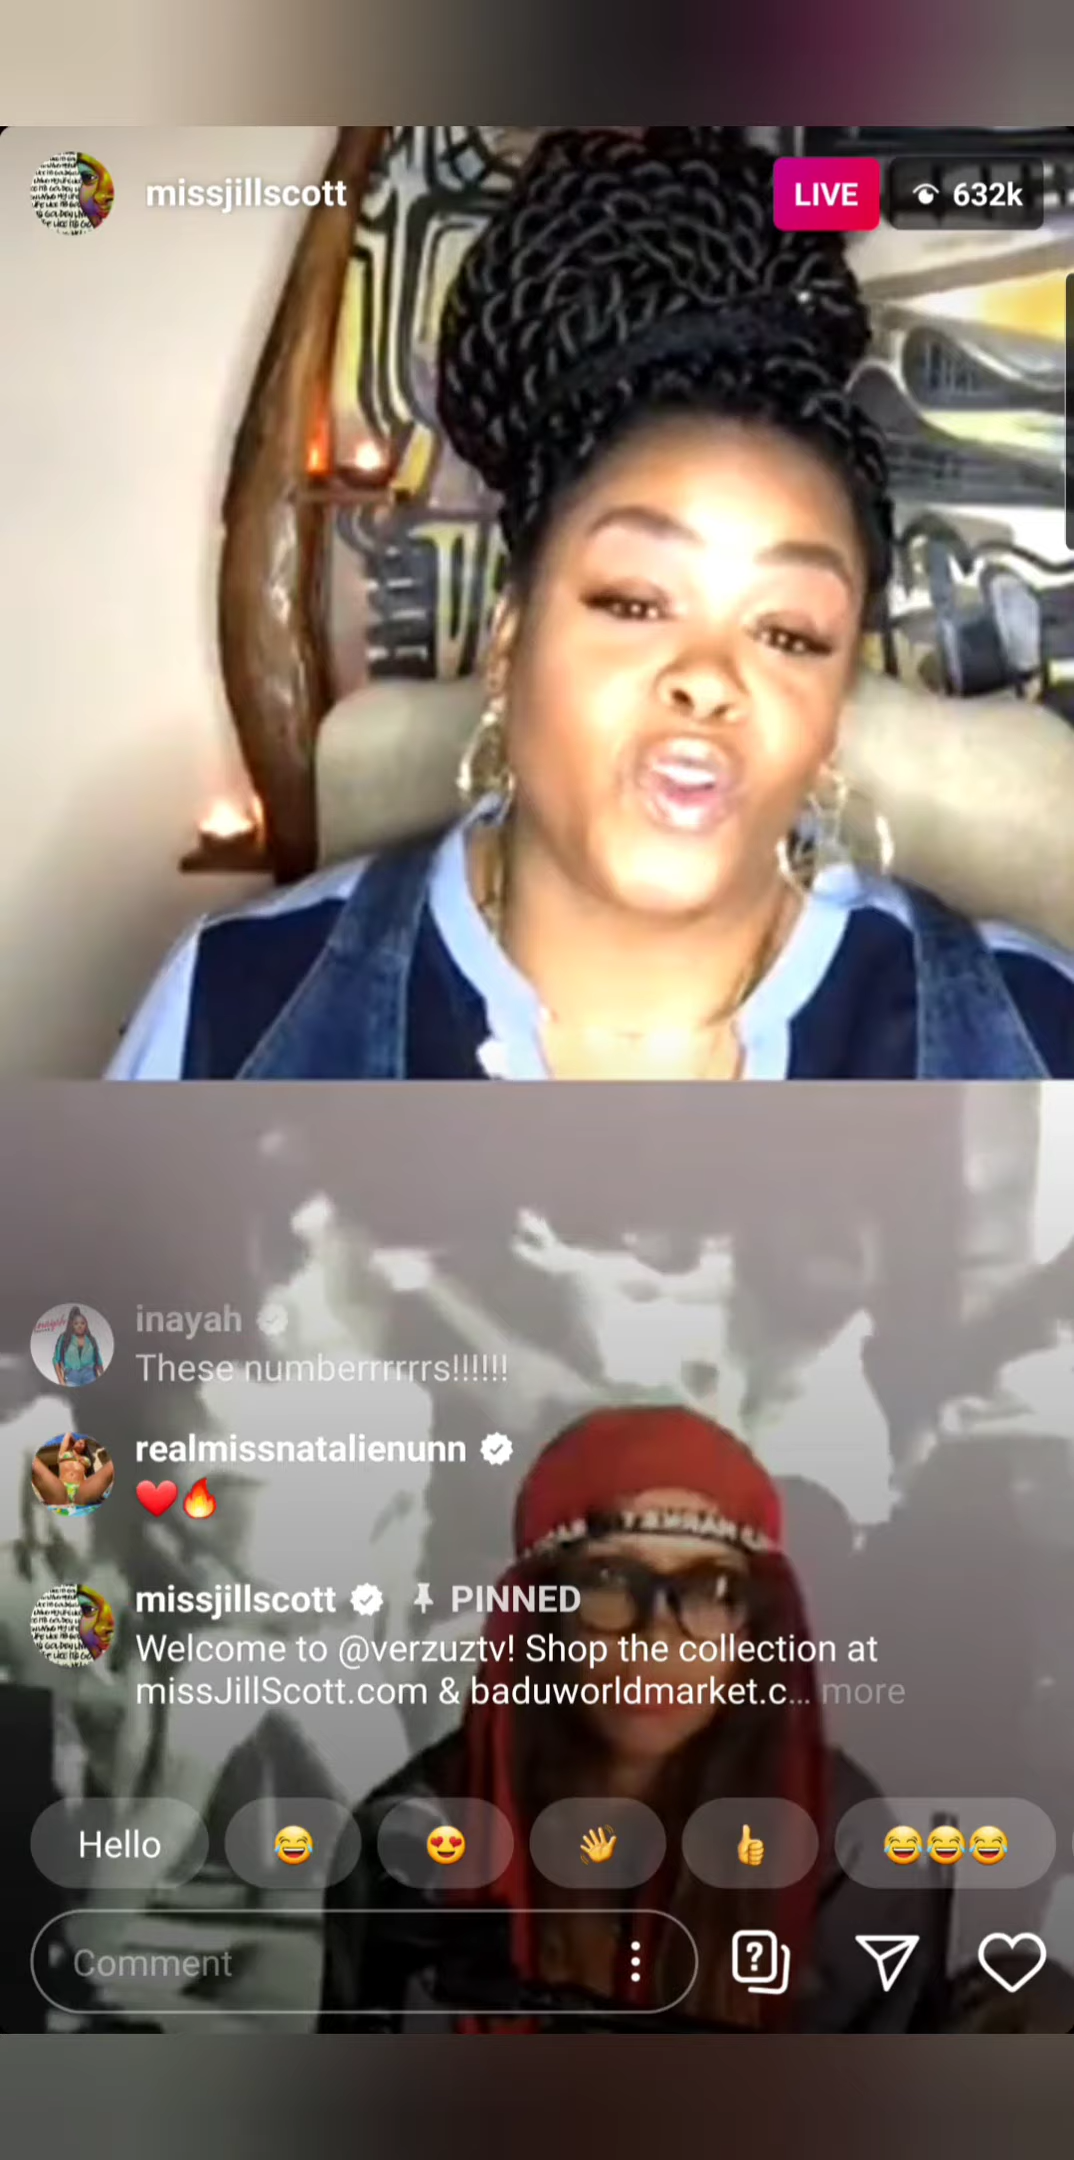 missjillscott
LIVE
632k
inayah
These numberrrrrrs!!!!!!
realmissnatalienunn
❤️🔥
missjillscott PINNED
Welcome to @verzuztv! Shop the collection at
missJillScott.com & baduworldmarket.c... more
Hello 😂 😍 👋 👍 😂😂😂
Comment